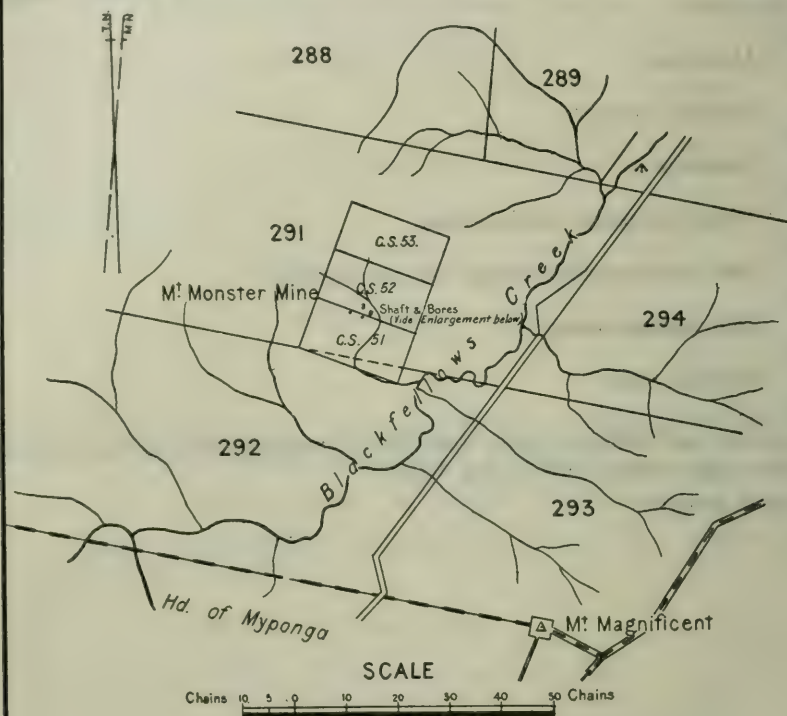 T.N.
M.N.
288
289
291
C.S. 53.
C.S. 52
Mt Monster Mine
Shaft & Bores
(Vide Enlargement below)
C.S. 51
294
Blackfellows Creek
292
293
Hd. of Myponga
Mt Magnificent
SCALE
Chains 10 5 0 10 20 30 40 50 Chains